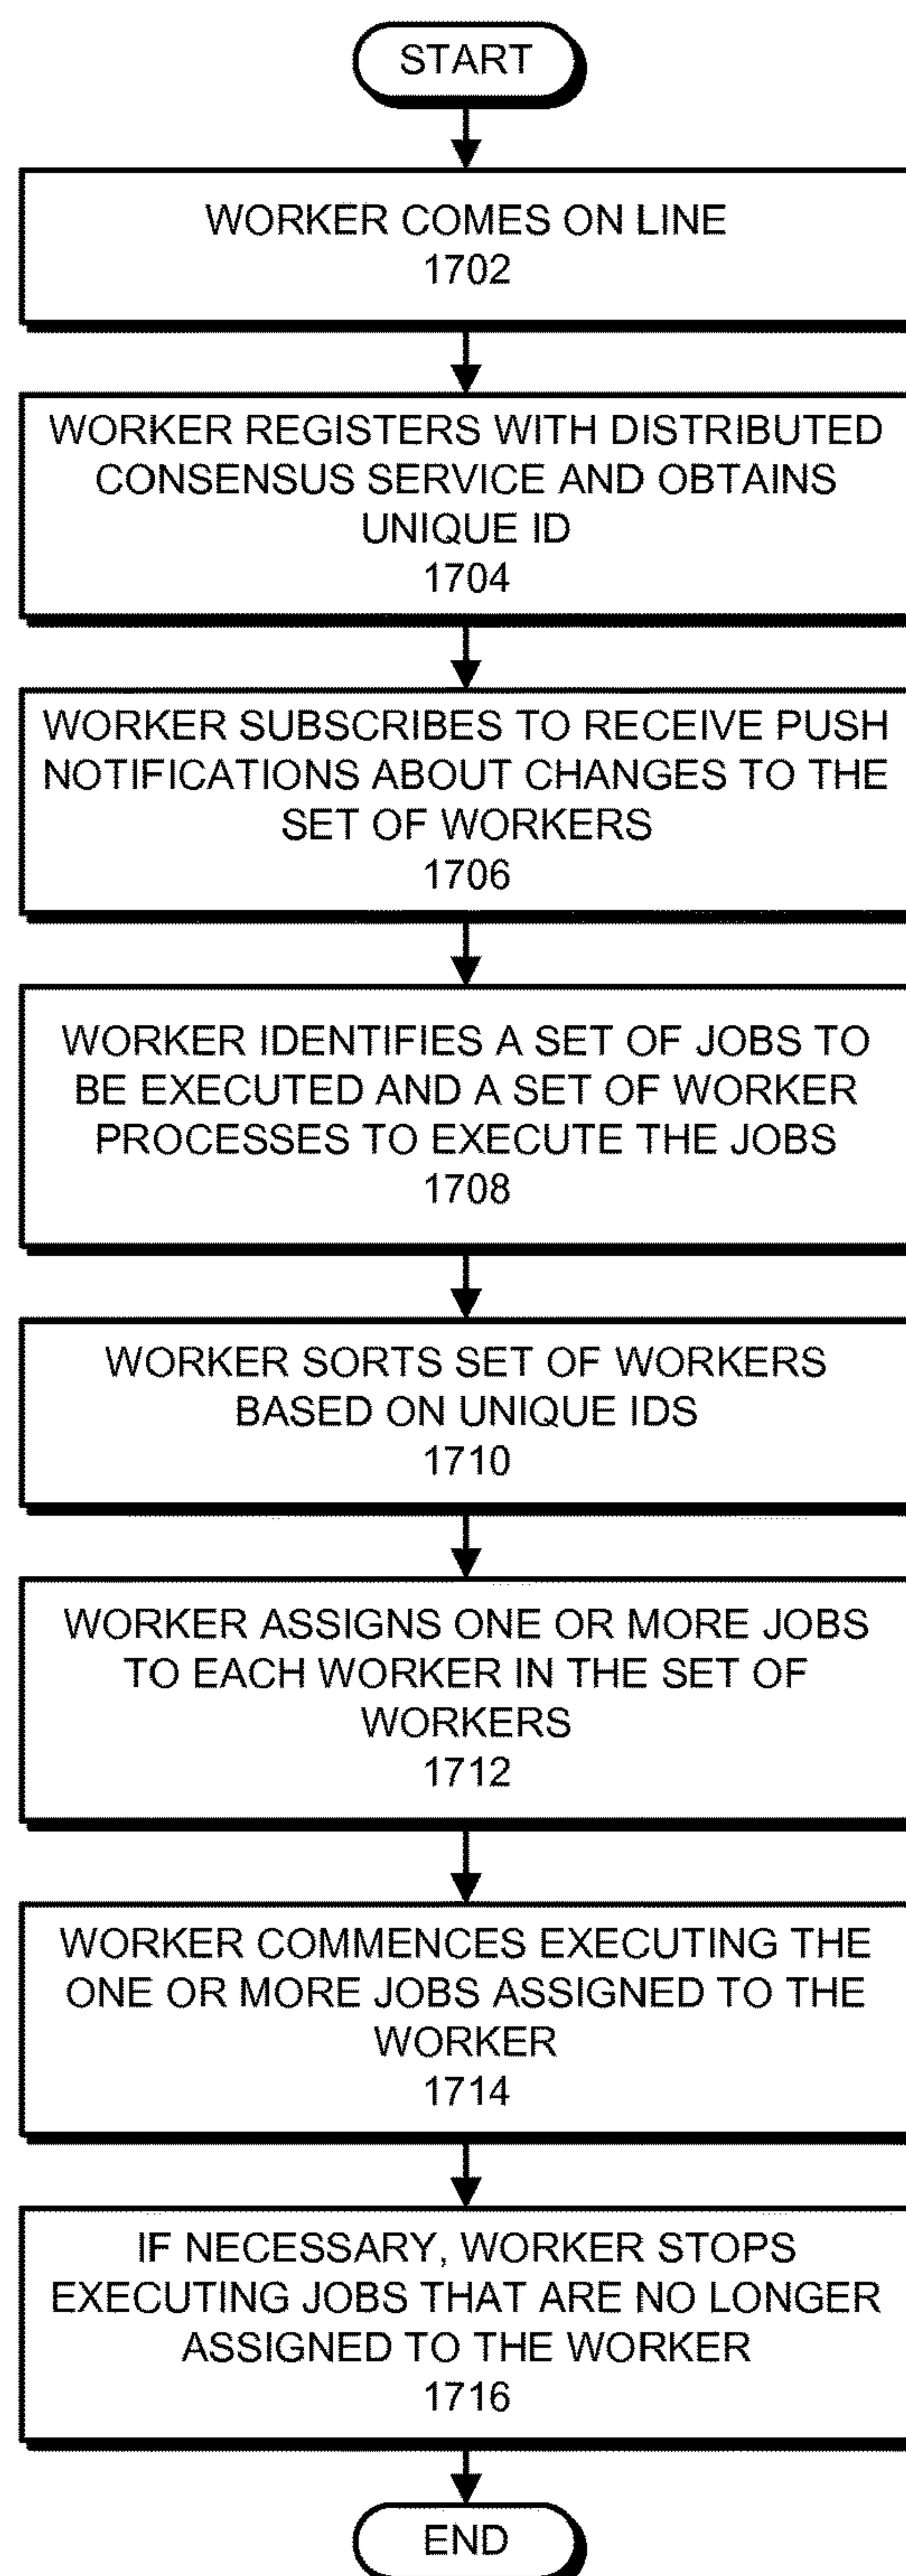 START
WORKER COMES ON LINE
1702
WORKER REGISTERS WITH DISTRIBUTED
CONSENSUS SERVICE AND OBTAINS
UNIQUE ID
1704
WORKER SUBSCRIBES TO RECEIVE PUSH
NOTIFICATIONS ABOUT CHANGES TO THE
SET OF WORKERS
1706
WORKER IDENTIFIES A SET OF JOBS TO
BE EXECUTED AND A SET OF WORKER
PROCESSES TO EXECUTE THE JOBS
1708
WORKER SORTS SET OF WORKERS
BASED ON UNIQUE IDS
1710
WORKER ASSIGNS ONE OR MORE JOBS
TO EACH WORKER IN THE SET OF
WORKERS
1712
WORKER COMMENCES EXECUTING THE
ONE OR MORE JOBS ASSIGNED TO THE
WORKER
1714
IF NECESSARY, WORKER STOPS
EXECUTING JOBS THAT ARE NO LONGER
ASSIGNED TO THE WORKER
1716
END